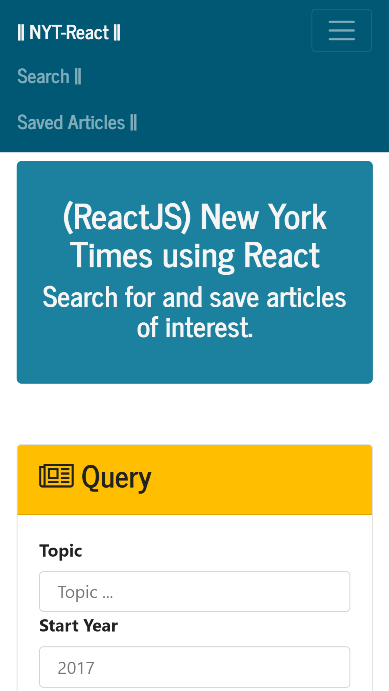 || NYT-React ||
Search ||
Saved Articles ||
(ReactJS) New York
Times using React
Search for and save articles
of interest.
Query
Topic
Topic ...
Start Year
2017